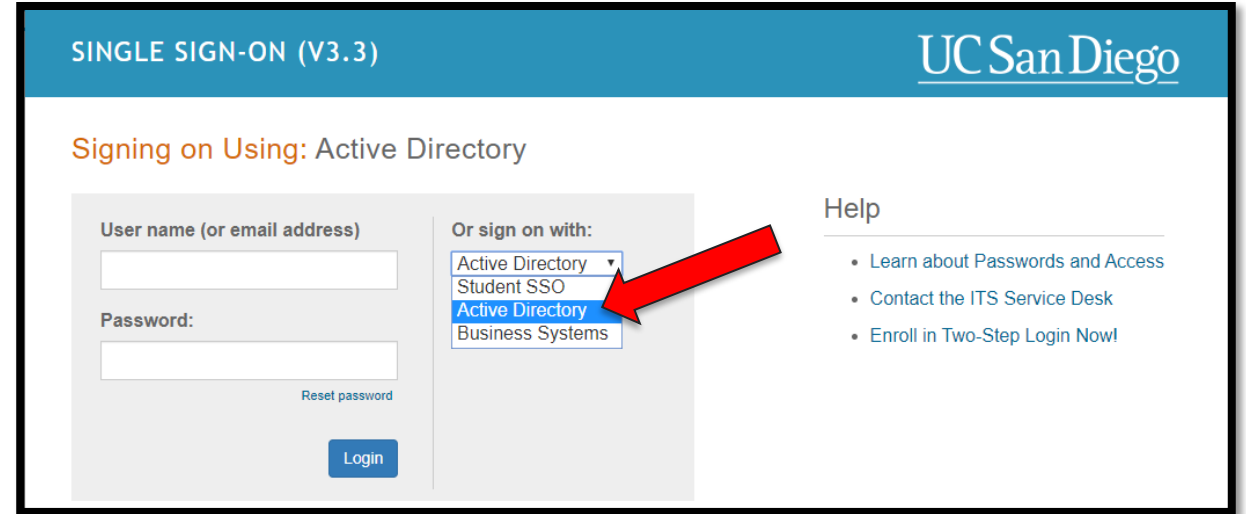 SINGLE SIGN-ON (V3.3)
UC San Diego
Signing on Using: Active Directory
User name (or email address)
Password:
Reset password
Login
Or sign on with:
Active Directory
Student SSO
Active Directory
Business Systems
Help
Learn about Passwords and Access
Contact the ITS Service Desk
Enroll in Two-Step Login Now!